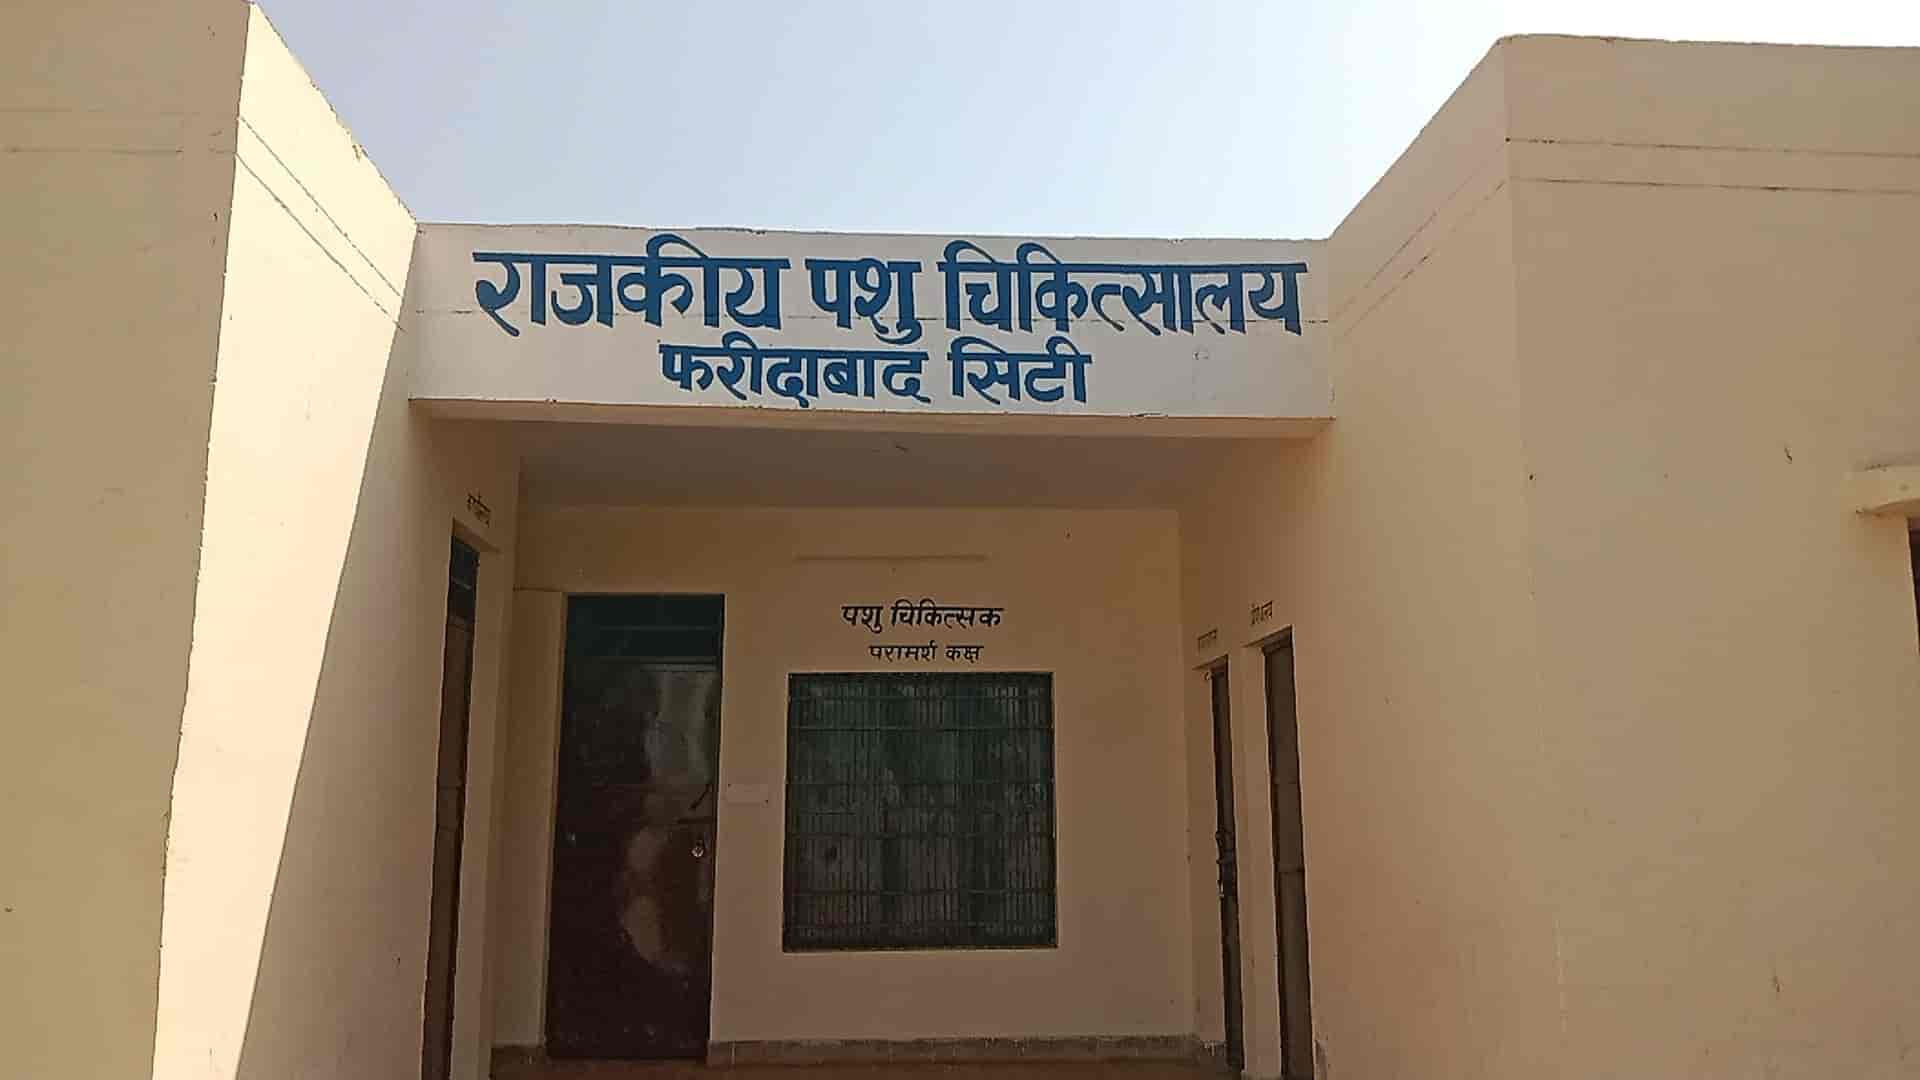 राजकीय पशु चिकित्सालय
फरीदाबाद सिटी
पशु चिकित्सक
परामर्श कक्ष